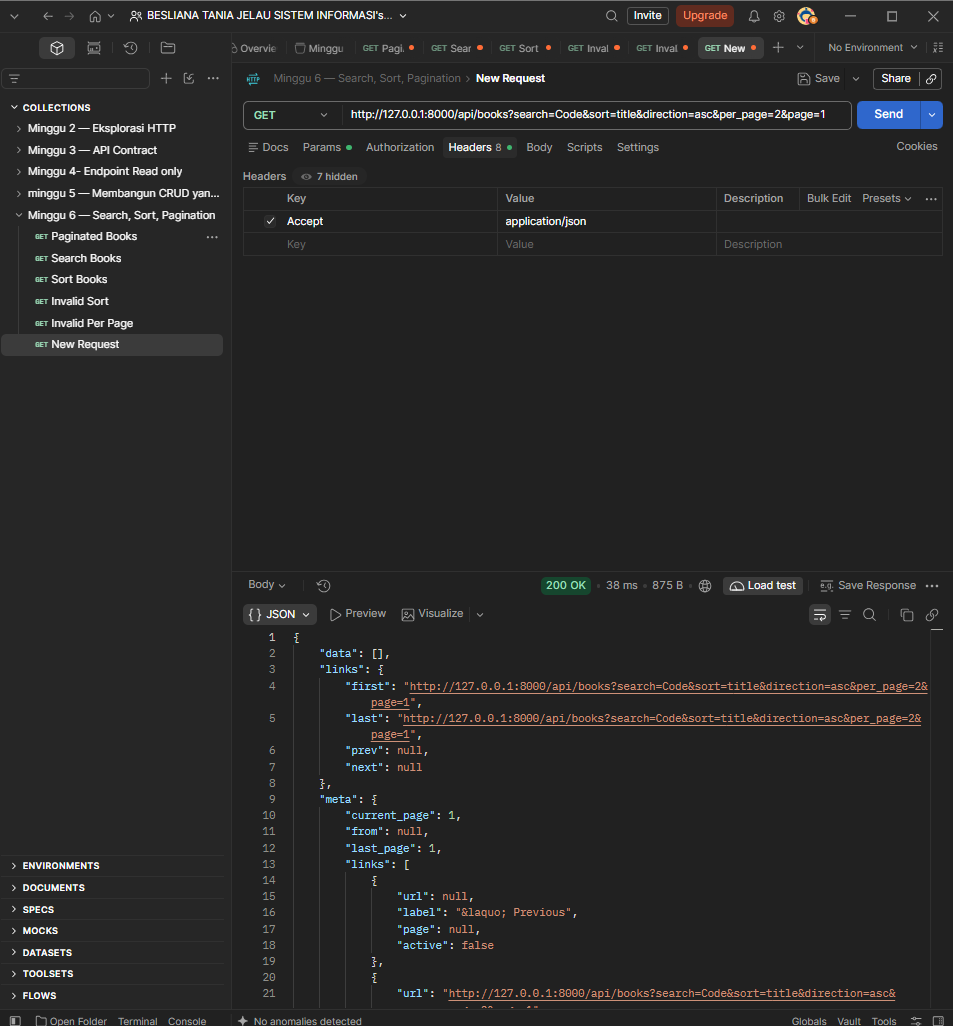 BESLIANA TANIA JELAU SISTEM INFORMASI's... Invite Upgrade
Overvie Minggu GET Pagi. GET Sear GET Sort GET Inval GET Inval GET New No Environment
HTTP Minggu 6 — Search, Sort, Pagination > New Request Save Share
COLLECTIONS
Minggu 2 — Eksplorasi HTTP
Minggu 3 — API Contract
Minggu 4- Endpoint Read only
minggu 5 — Membangun CRUD yan...
Minggu 6 — Search, Sort, Pagination
GET Paginated Books
GET Search Books
GET Sort Books
GET Invalid Sort
GET Invalid Per Page
GET New Request
ENVIRONMENTS
DOCUMENTS
SPECS
MOCKS
DATASETS
TOOLSETS
FLOWS
GET http://127.0.0.1:8000/api/books?search=Code&sort=title&direction=asc&per_page=2&page=1 Send
Docs Params Authorization Headers 8 Body Scripts Settings Cookies
Headers 7 hidden
Key Value Description Bulk Edit Presets
Accept application/json
Key Value Description
Body 200 OK 38 ms 875 B Load test e.g. Save Response
{ } JSON Preview Visualize
1 {
2 "data": [],
3 "links": {
4 "first": "http://127.0.0.1:8000/api/books?search=Code&sort=title&direction=asc&per_page=2&
page=1",
5 "last": "http://127.0.0.1:8000/api/books?search=Code&sort=title&direction=asc&per_page=2&
page=1",
6 "prev": null,
7 "next": null
8 },
9 "meta": {
10 "current_page": 1,
11 "from": null,
12 "last_page": 1,
13 "links": [
14 {
15 "url": null,
16 "label": "&laquo; Previous",
17 "page": null,
18 "active": false
19 },
20 {
21 "url": "http://127.0.0.1:8000/api/books?search=Code&sort=title&direction=asc&
Open Folder Terminal Console No anomalies detected Globals Vault Tools